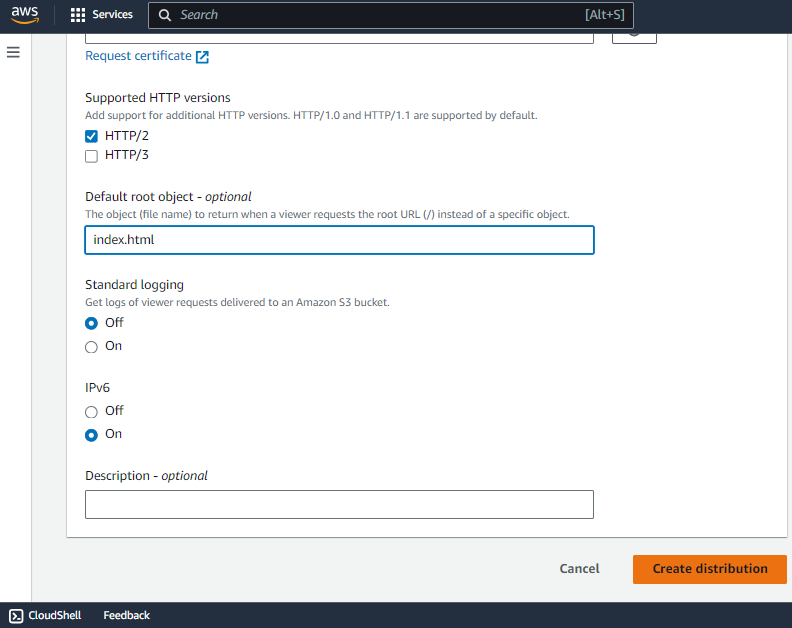 aws
Services
Search
[Alt+S]
Request certificate
Supported HTTP versions
Add support for additional HTTP versions. HTTP/1.0 and HTTP/1.1 are supported by default.
HTTP/2
HTTP/3
Default root object - optional
The object (file name) to return when a viewer requests the root URL (/) instead of a specific object.
index.html
Standard logging
Get logs of viewer requests delivered to an Amazon S3 bucket.
Off
On
IPv6
Off
On
Description - optional
Cancel
Create distribution
CloudShell
Feedback